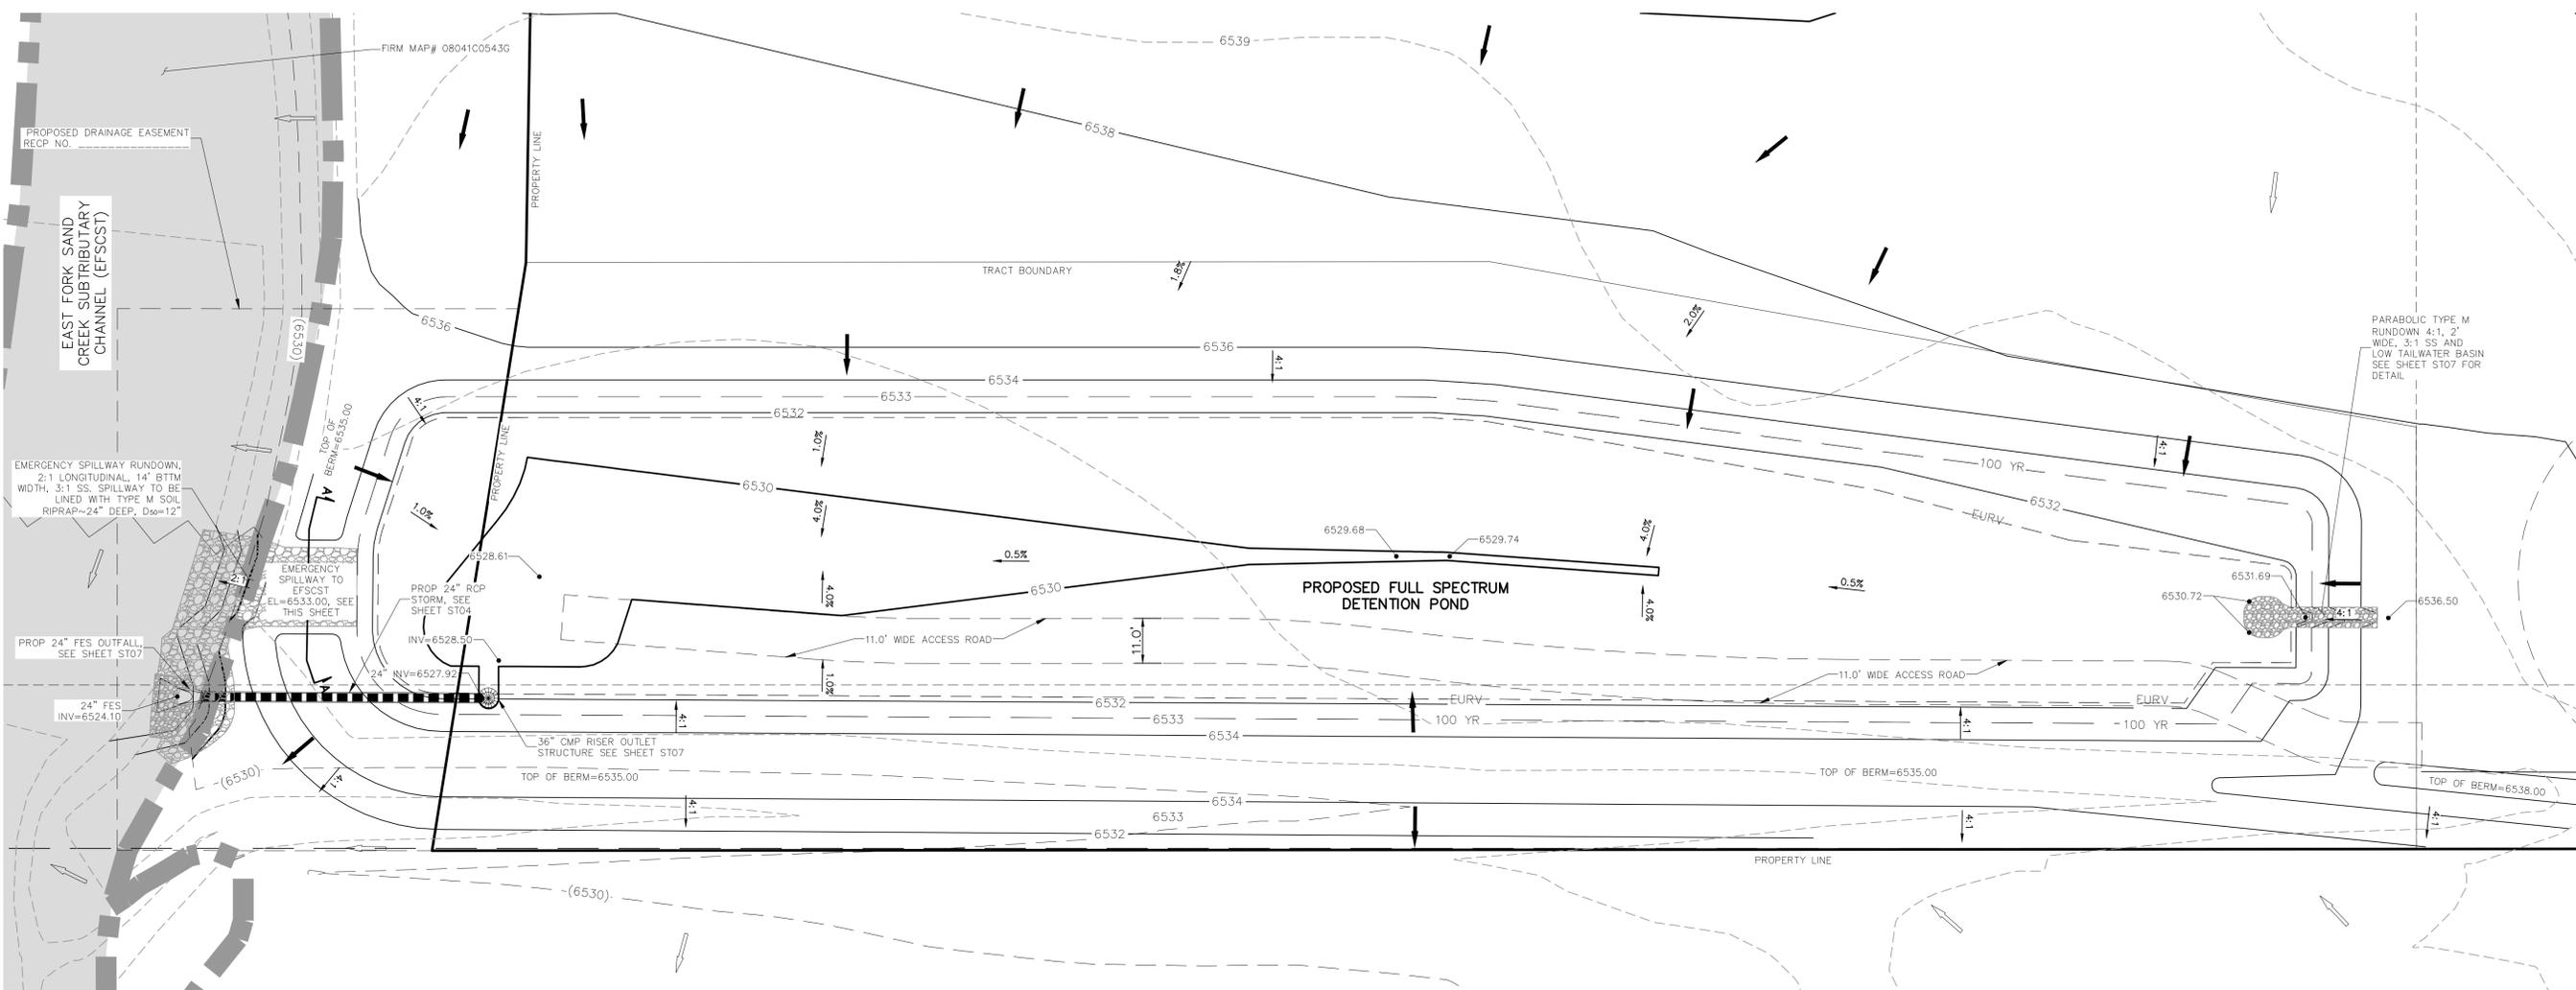 FIRM MAP# 08041C0543G
6539
PROPOSED DRAINAGE EASEMENT
RECP NO. ________________
6538
PROPERTY LINE
EAST FORK SAND
CREEK SUBTRIBUTARY
CHANNEL (EFSCST)
TRACT BOUNDARY
1.8%
2.0%
(6530)
6536
6536
4:1
PARABOLIC TYPE M
RUNDOWN 4:1, 2'
WIDE, 3:1 SS AND
LOW TAILWATER BASIN
SEE SHEET ST07 FOR
DETAIL
6534
6533
6532
4:1
TOP OF
BERM=6535.00
PROPERTY LINE
1.0%
4:1
EMERGENCY SPILLWAY RUNDOWN,
2:1 LONGITUDINAL, 14' BTTM
WIDTH, 3:1 SS. SPILLWAY TO BE
LINED WITH TYPE M SOIL
RIPRAP~24" DEEP, D50=12"
100 YR
6530
6532
EURV
A'
1.0%
4.0%
6529.68
6529.74
4.0%
6528.61
0.5%
0.5%
2:1
EMERGENCY
SPILLWAY TO
EFSCST
EL=6533.00, SEE
THIS SHEET
PROP 24" RCP
STORM, SEE
SHEET ST04
6530
4.0%
PROPOSED FULL SPECTRUM
DETENTION POND
4.0%
6531.69
6530.72
4:1
6536.50
PROP 24" FES OUTFALL,
SEE SHEET ST07
INV=6528.50
11.0' WIDE ACCESS ROAD
11.0'
24" INV=6527.92
1.0%
11.0' WIDE ACCESS ROAD
A
24" FES
INV=6524.10
EURV
EURV
6532
6533
100 YR
100 YR
4:1
4:1
6534
36" CMP RISER OUTLET
STRUCTURE SEE SHEET ST07
(6530)
4:1
TOP OF BERM=6535.00
TOP OF BERM=6535.00
TOP OF BERM=6538.00
4:1
6534
6533
6532
4:1
4:1
PROPERTY LINE
(6530)